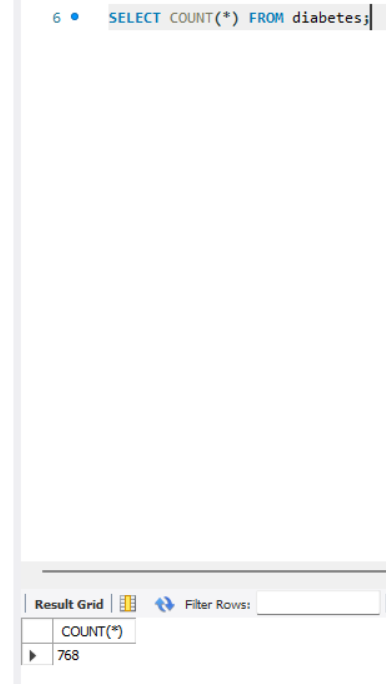 6 SELECT COUNT(*) FROM diabetes;
Result Grid Filter Rows:
COUNT(*)
768